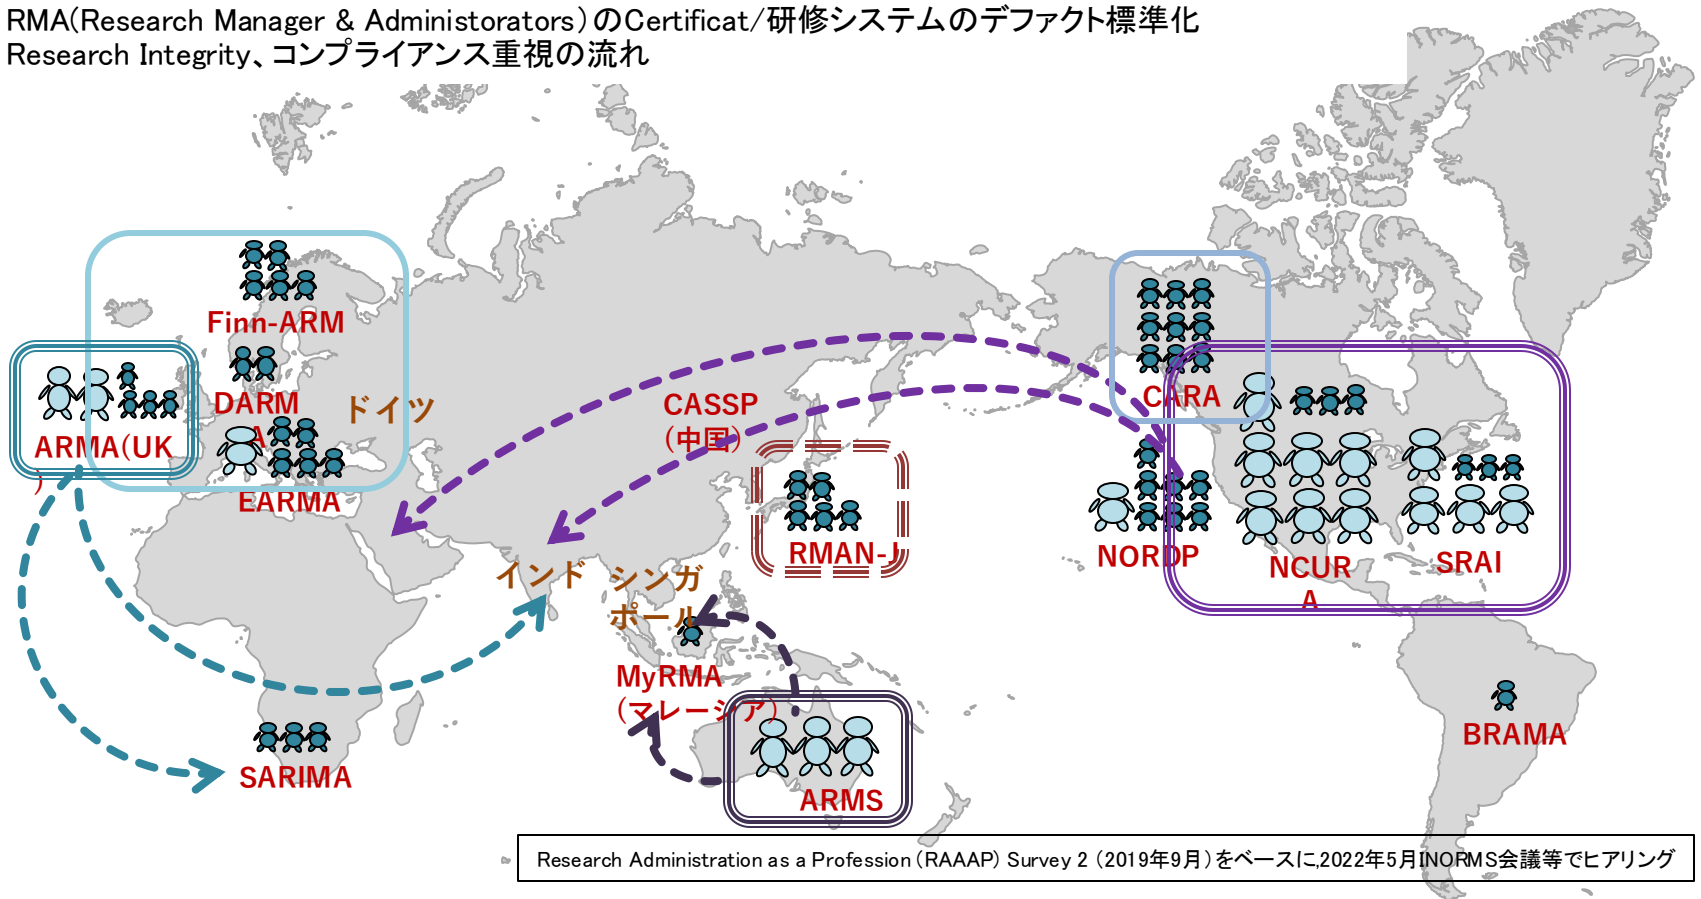 RMA(Research Manager & Administorators)のCertificat/研修システムのデファクト標準化
Research Integrity、コンプライアンス重視の流れ
Finn-ARM
DARM
A
ドイツ
ARMA(UK
)
EARMA
CASSP
(中国)
CARA
RMAN-J
NORDP
NCUR
A
SRAI
インド
シンガ
ポール
MyRMA
(マレーシア)
SARIMA
ARMS
BRAMA
Research Administration as a Profession (RAAAP) Survey 2 (2019年9月)をベースに,2022年5月INORMS会議等でヒアリング